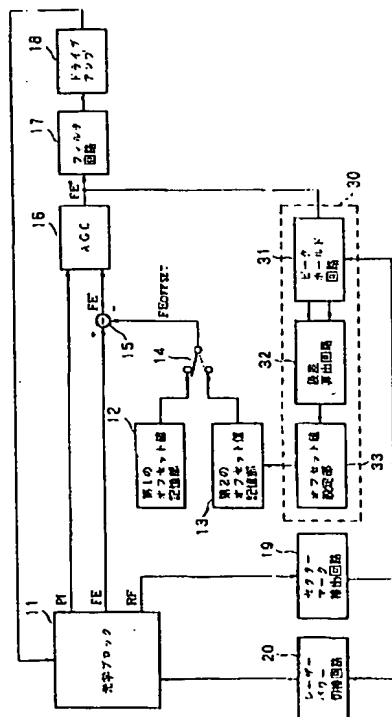 11
光学ブロック
PI
FE
RF
12
第1の
オフセット値
記憶部
13
第2の
オフセット値
記憶部
14
FEOFFSET
15
+
-
FE
16
AGC
FE
17
フィルタ
回路
18
ドライブ
アンプ
30
31
ピーク
ホールド
回路
32
誤差
算出回路
33
オフセット値
設定部
19
セクター
マーク
検出回路
20
レーザー
パワー
切換回路